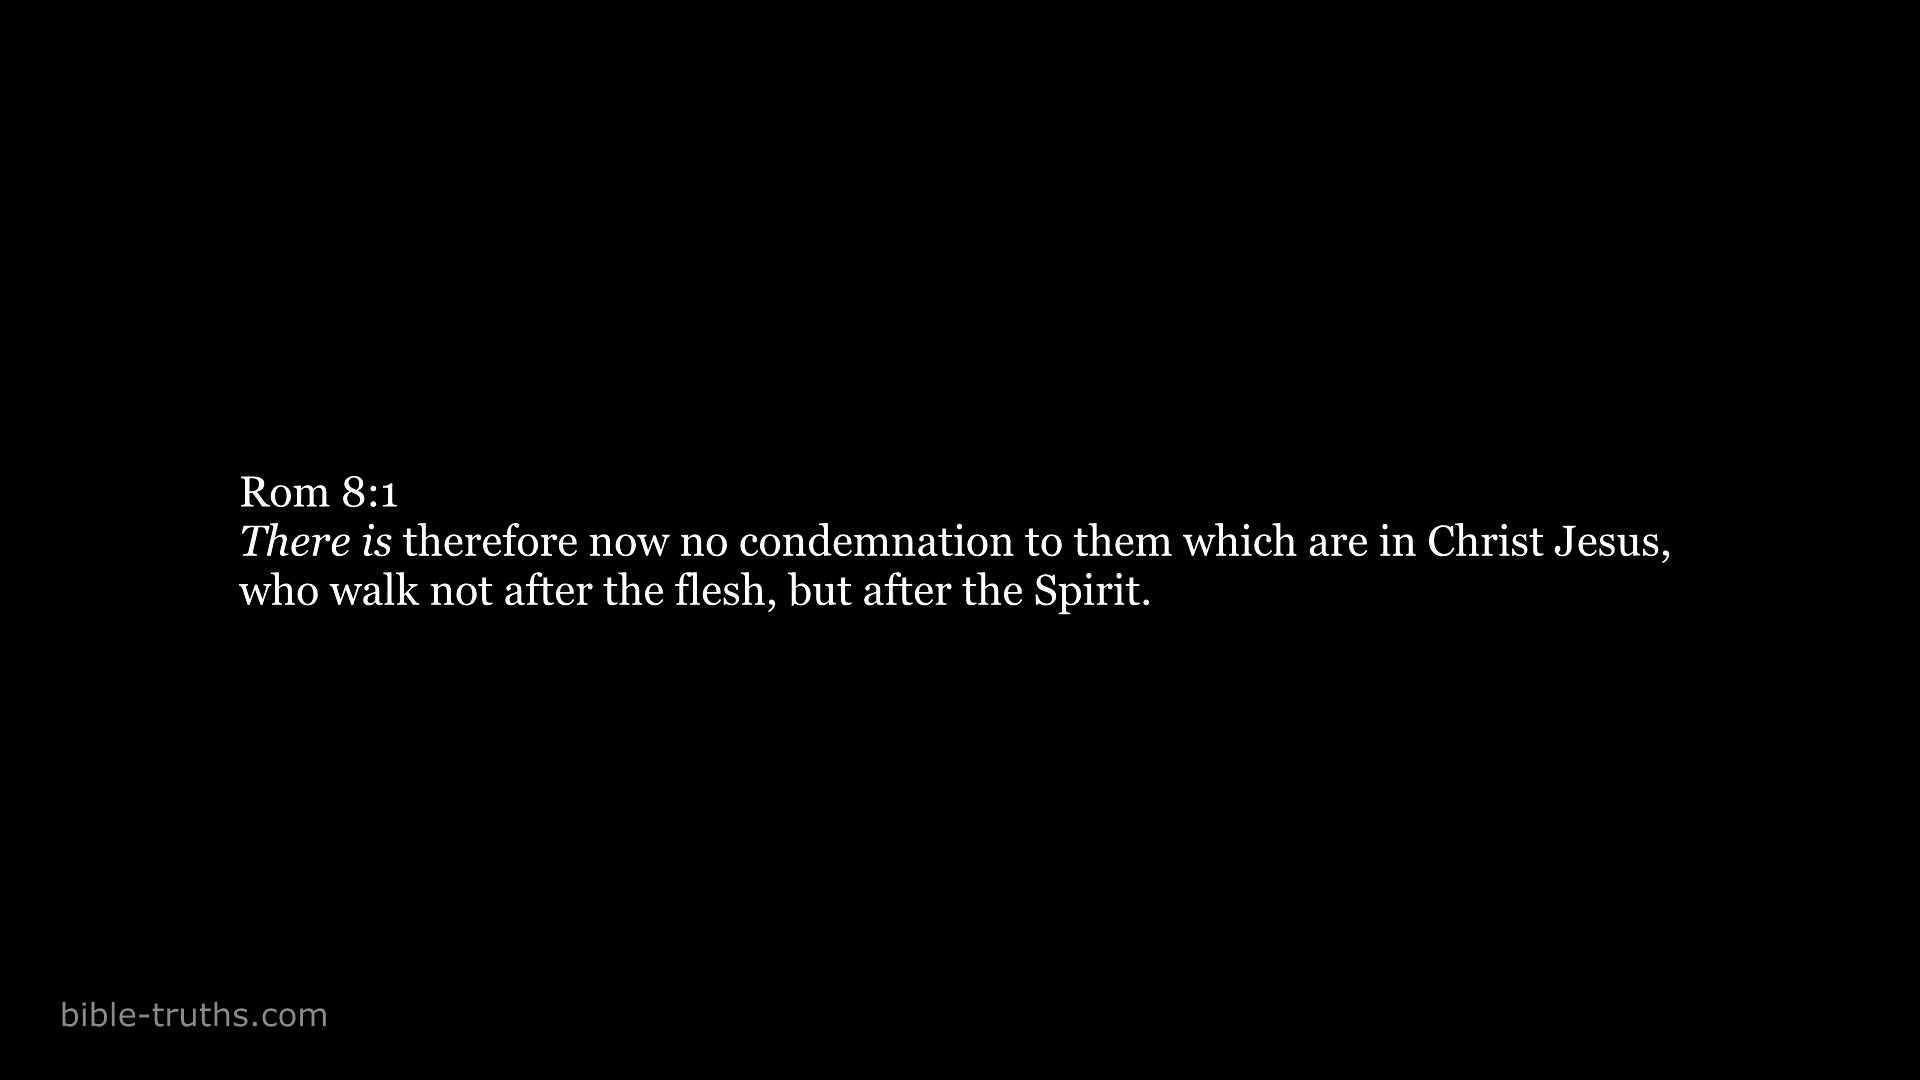 Rom 8:1
There is therefore now no condemnation to them which are in Christ Jesus,
who walk not after the flesh, but after the Spirit.
bible-truths.com